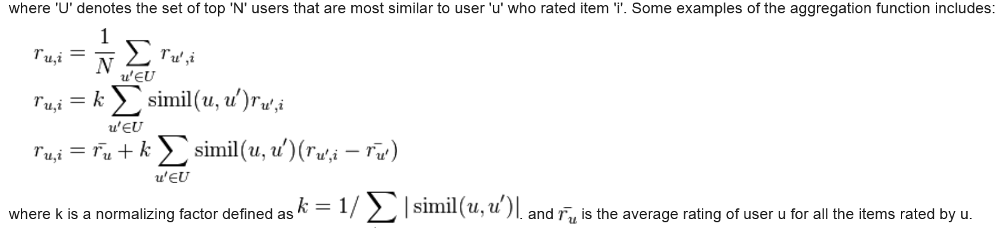 where 'U' denotes the set of top 'N' users that are most similar to user 'u' who rated item 'i'. Some examples of the aggregation function includes:
r_{u,i} = \frac{1}{N} \sum_{u' \in U} r_{u',i}
r_{u,i} = k \sum_{u' \in U} simil(u, u')r_{u',i}
r_{u,i} = \bar{r_u} + k \sum_{u' \in U} simil(u, u')(r_{u',i} − \bar{r_{u'}})
where k is a normalizing factor defined as k = 1/ \sum | simil(u, u')|. and \bar{r_u} is the average rating of user u for all the items rated by u.